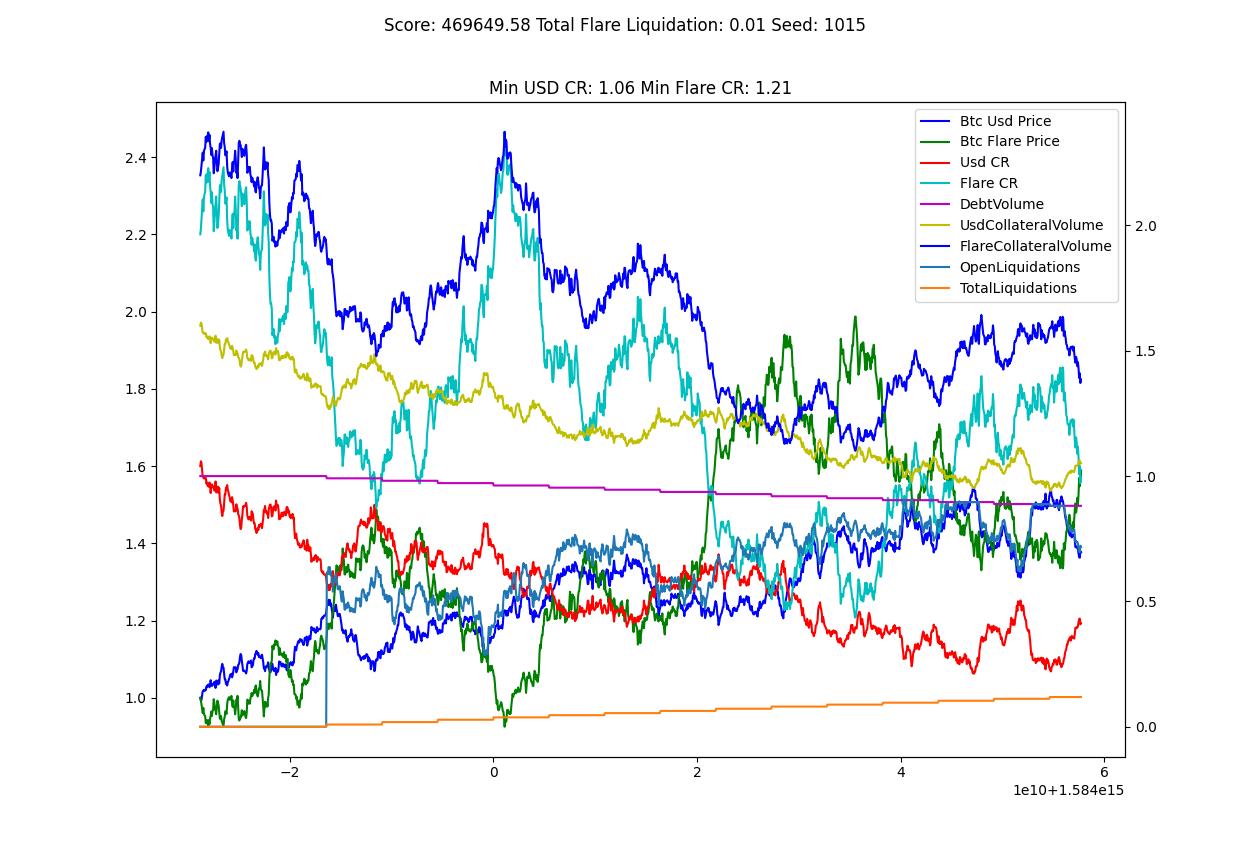 Score: 469649.58 Total Flare Liquidation: 0.01 Seed: 1015
Min USD CR: 1.06 Min Flare CR: 1.21
Btc Usd Price
Btc Flare Price
Usd CR
Flare CR
DebtVolume
UsdCollateralVolume
FlareCollateralVolume
OpenLiquidations
TotalLiquidations
2.4
2.2
2.0
1.8
1.6
1.4
1.2
1.0
2.0
1.5
1.0
0.5
0.0
−2 0 2 4 6
1e10+1.584e15